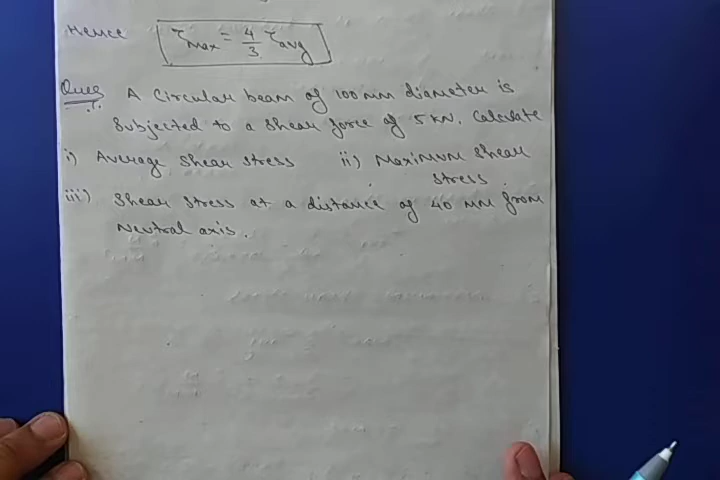 Hence τmax = 4/3 τavg
Ques A Circular beam of 100 mm diameter is
Subjected to a shear force of 5 kN. Calculate
i) Average shear stress ii) Maximum shear
stress.
iii) Shear stress at a distance of 40 mm from
Neutral axis.